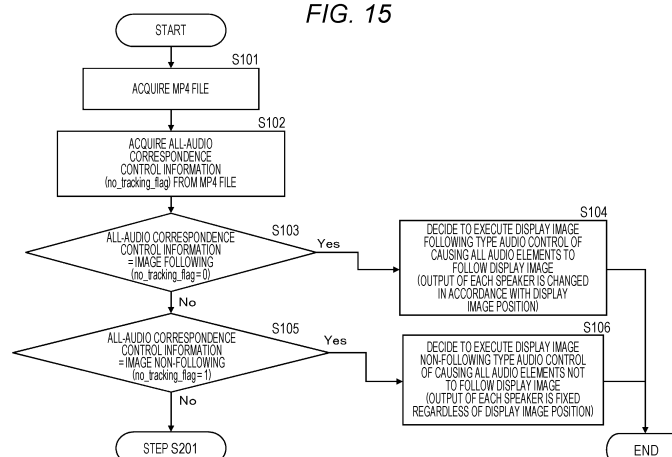 FIG. 15
START
S101
ACQUIRE MP4 FILE
S102
ACQUIRE ALL-AUDIO
CORRESPONDENCE
CONTROL INFORMATION
(no_tracking_flag) FROM MP4 FILE
S103
ALL-AUDIO CORRESPONDENCE
CONTROL INFORMATION
= IMAGE FOLLOWING
(no_tracking_flag = 0)
Yes
No
S104
DECIDE TO EXECUTE DISPLAY IMAGE
FOLLOWING TYPE AUDIO CONTROL OF
CAUSING ALL AUDIO ELEMENTS TO
FOLLOW DISPLAY IMAGE
(OUTPUT OF EACH SPEAKER IS CHANGED
IN ACCORDANCE WITH DISPLAY
IMAGE POSITION)
S105
ALL-AUDIO CORRESPONDENCE
CONTROL INFORMATION
= IMAGE NON-FOLLOWING
(no_tracking_flag = 1)
Yes
No
S106
DECIDE TO EXECUTE DISPLAY IMAGE
NON-FOLLOWING TYPE AUDIO CONTROL
OF CAUSING ALL AUDIO ELEMENTS NOT
TO FOLLOW DISPLAY IMAGE
(OUTPUT OF EACH SPEAKER IS FIXED
REGARDLESS OF DISPLAY IMAGE POSITION)
STEP S201
END